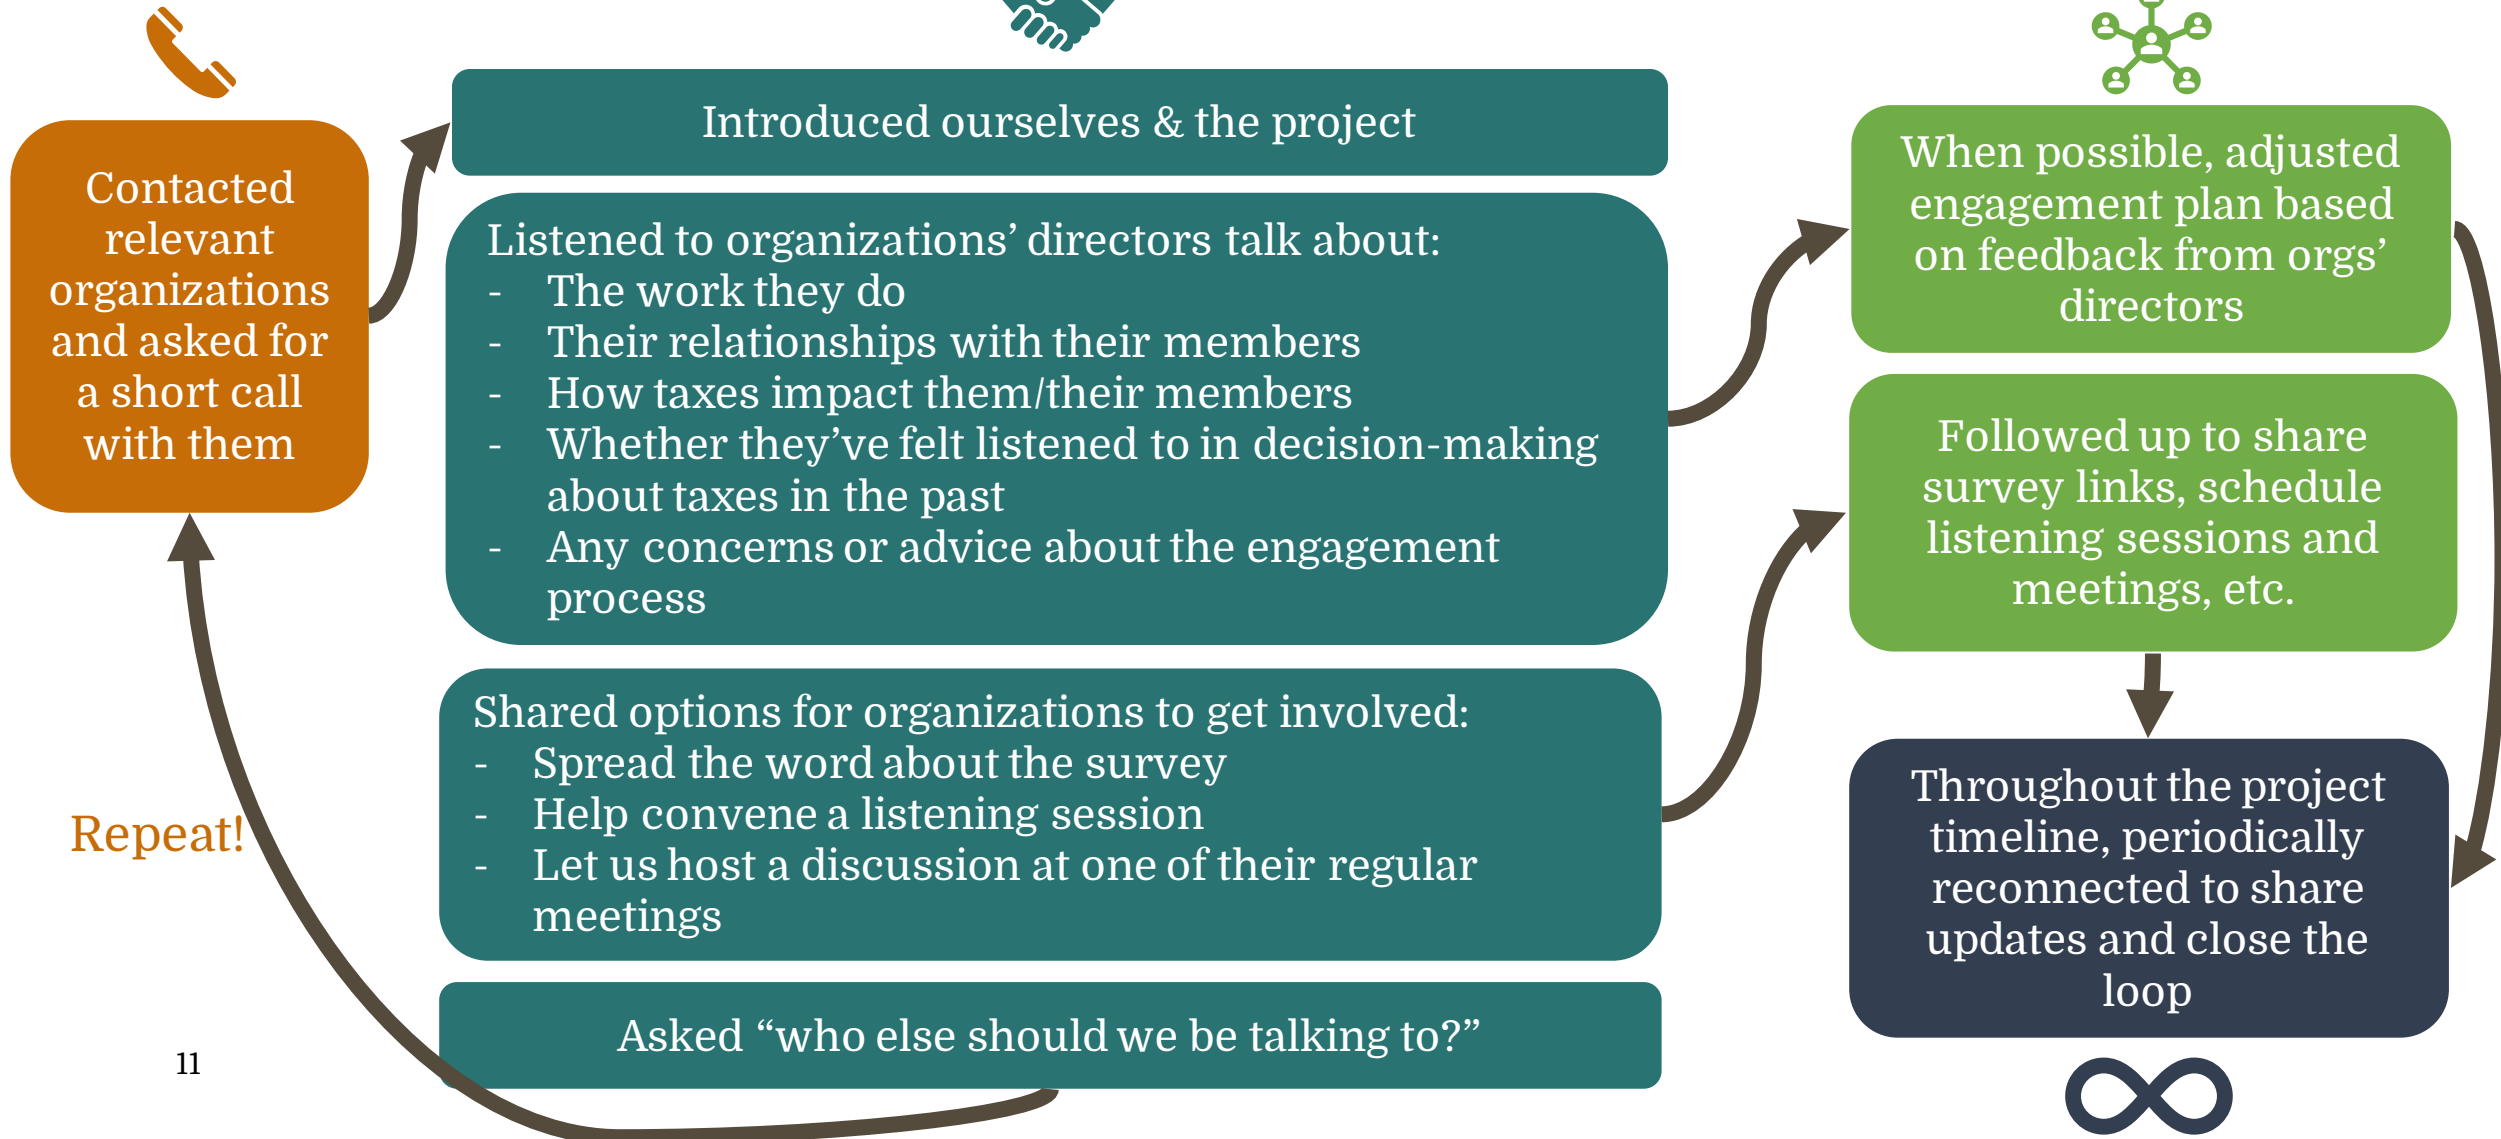 Contacted
relevant
organizations
and asked for
a short call
with them
Introduced ourselves & the project
Listened to organizations’ directors talk about:
- The work they do
- Their relationships with their members
- How taxes impact them/their members
- Whether they’ve felt listened to in decision-making
about taxes in the past
- Any concerns or advice about the engagement
process
Shared options for organizations to get involved:
- Spread the word about the survey
- Help convene a listening session
- Let us host a discussion at one of their regular
meetings
Asked “who else should we be talking to?”
When possible, adjusted
engagement plan based
on feedback from orgs’
directors
Followed up to share
survey links, schedule
listening sessions and
meetings, etc.
Throughout the project
timeline, periodically
reconnected to share
updates and close the
loop
Repeat!
11